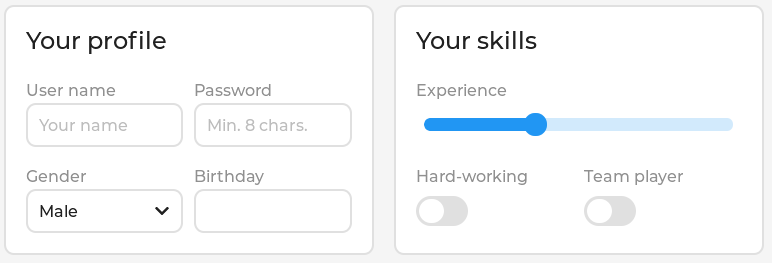 Your profile
User name
Password
Your name
Min. 8 chars.
Gender
Birthday
Male
Your skills
Experience
Hard-working
Team player